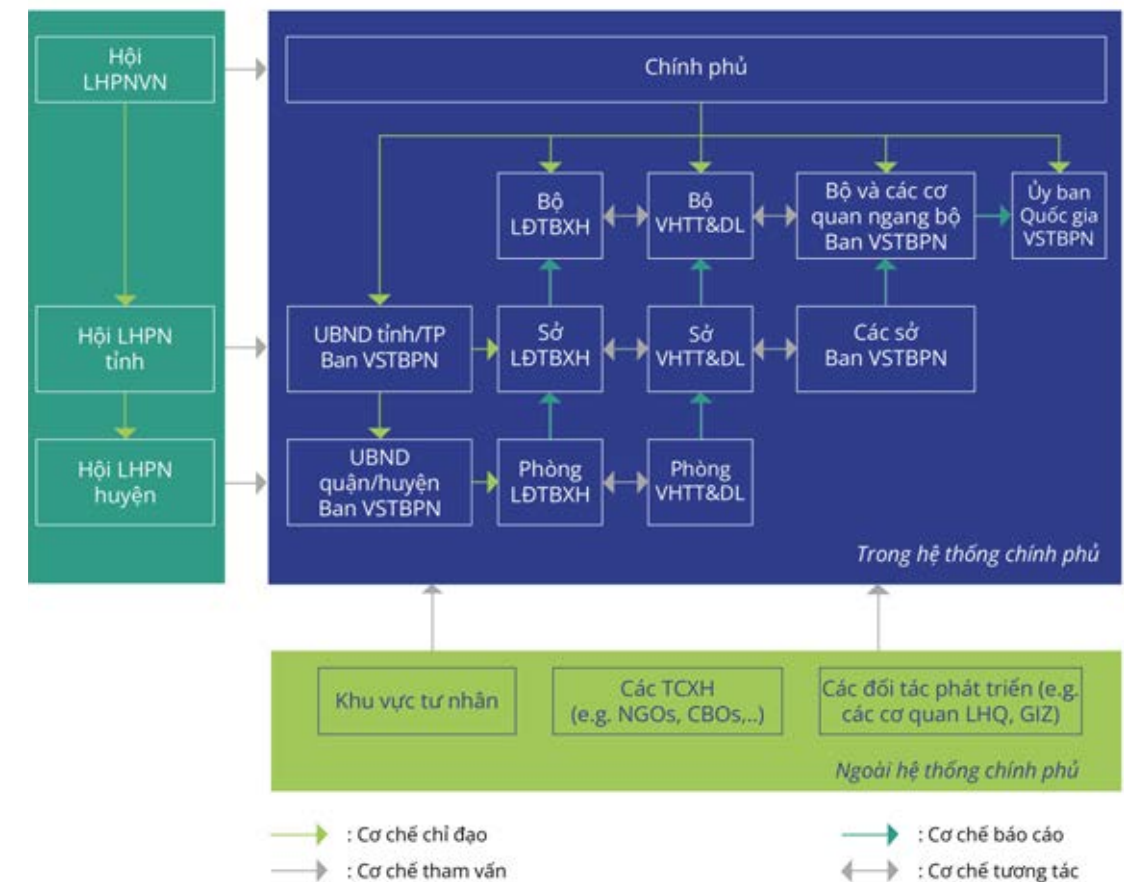 Hội
LHPNVN
Chính phủ
Bộ
LĐTBXH
Bộ
VHTT&DL
Bộ và các cơ
quan ngang bộ
Ban VSTBPN
Ủy ban
Quốc gia
VSTBPN
Hội LHPN
tỉnh
UBND tỉnh/TP
Ban VSTBPN
Sở
LĐTBXH
Sở
VHTT&DL
Các sở
Ban VSTBPN
Hội LHPN
huyện
UBND
quận/huyện
Ban VSTBPN
Phòng
LĐTBXH
Phòng
VHTT&DL
Trong hệ thống chính phủ
Khu vực tư nhân
Các TCXH
(e.g. NGOs, CBOs,..)
Các đối tác phát triển (e.g.
các cơ quan LHQ, GIZ)
Ngoài hệ thống chính phủ
: Cơ chế chỉ đạo
: Cơ chế báo cáo
: Cơ chế tham vấn
: Cơ chế tương tác